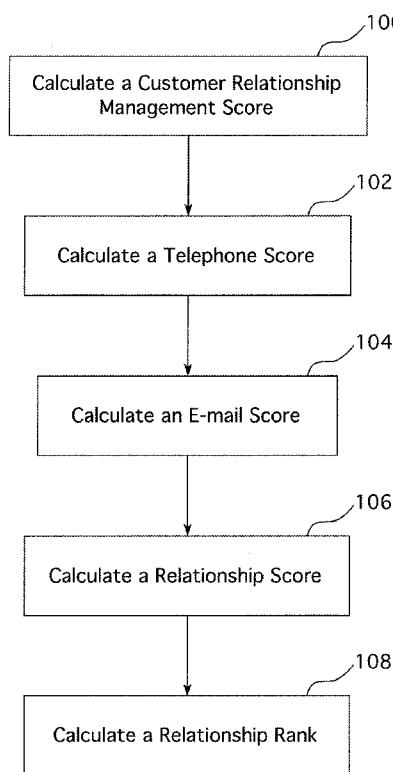 100
Calculate a Customer Relationship
Management Score
102
Calculate a Telephone Score
104
Calculate an E-mail Score
106
Calculate a Relationship Score
108
Calculate a Relationship Rank